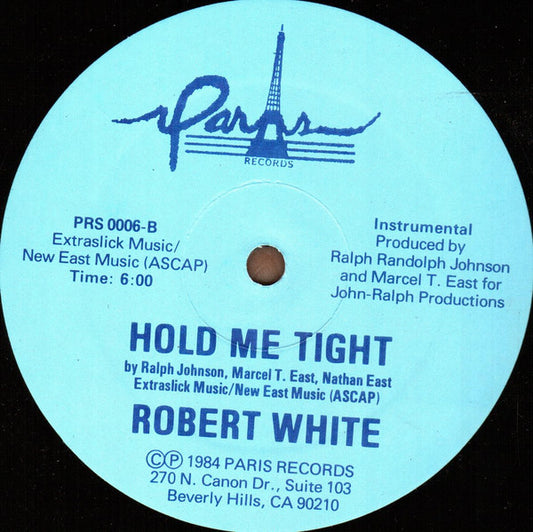 Paris
RECORDS
PRS 0006-B
Extraslick Music/
New East Music (ASCAP)
Time: 6:00
Instrumental
Produced by
Ralph Randolph Johnson
and Marcel T. East for
John-Ralph Productions
HOLD ME TIGHT
by Ralph Johnson, Marcel T. East, Nathan East
Extraslick Music/New East Music (ASCAP)
ROBERT WHITE
©℗ 1984 PARIS RECORDS
270 N. Canon Dr., Suite 103
Beverly Hills, CA 90210